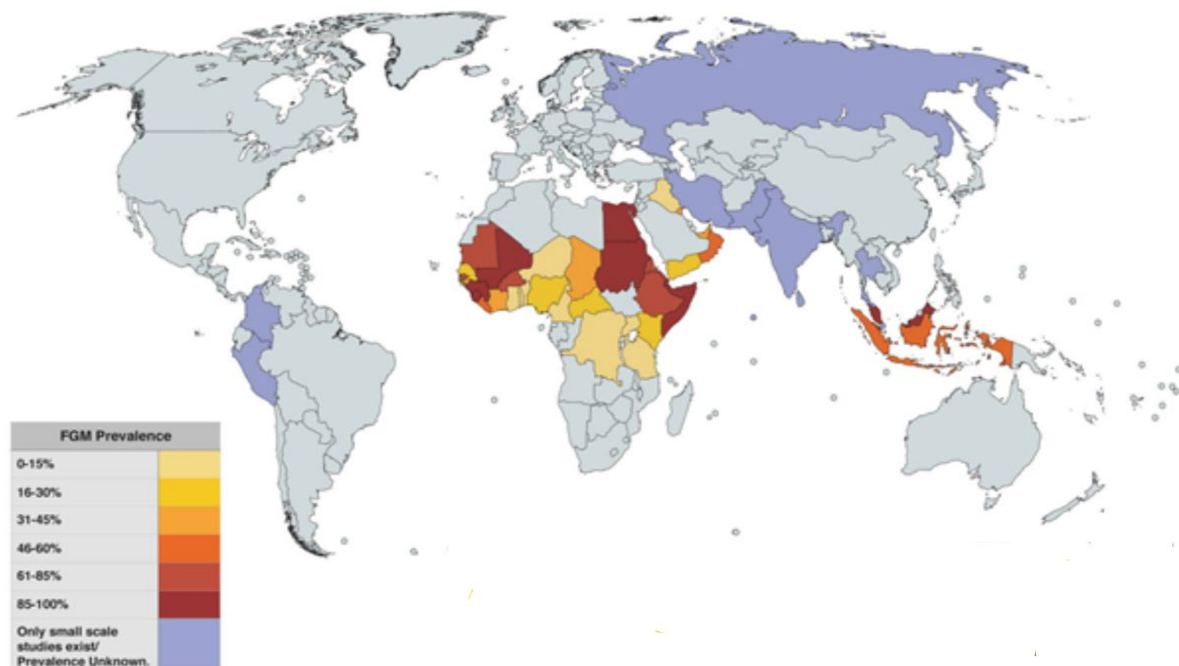 FGM Prevalence
0-15%
16-30%
31-45%
46-60%
61-85%
85-100%
Only small scale
studies exist/
Prevalence Unknown.